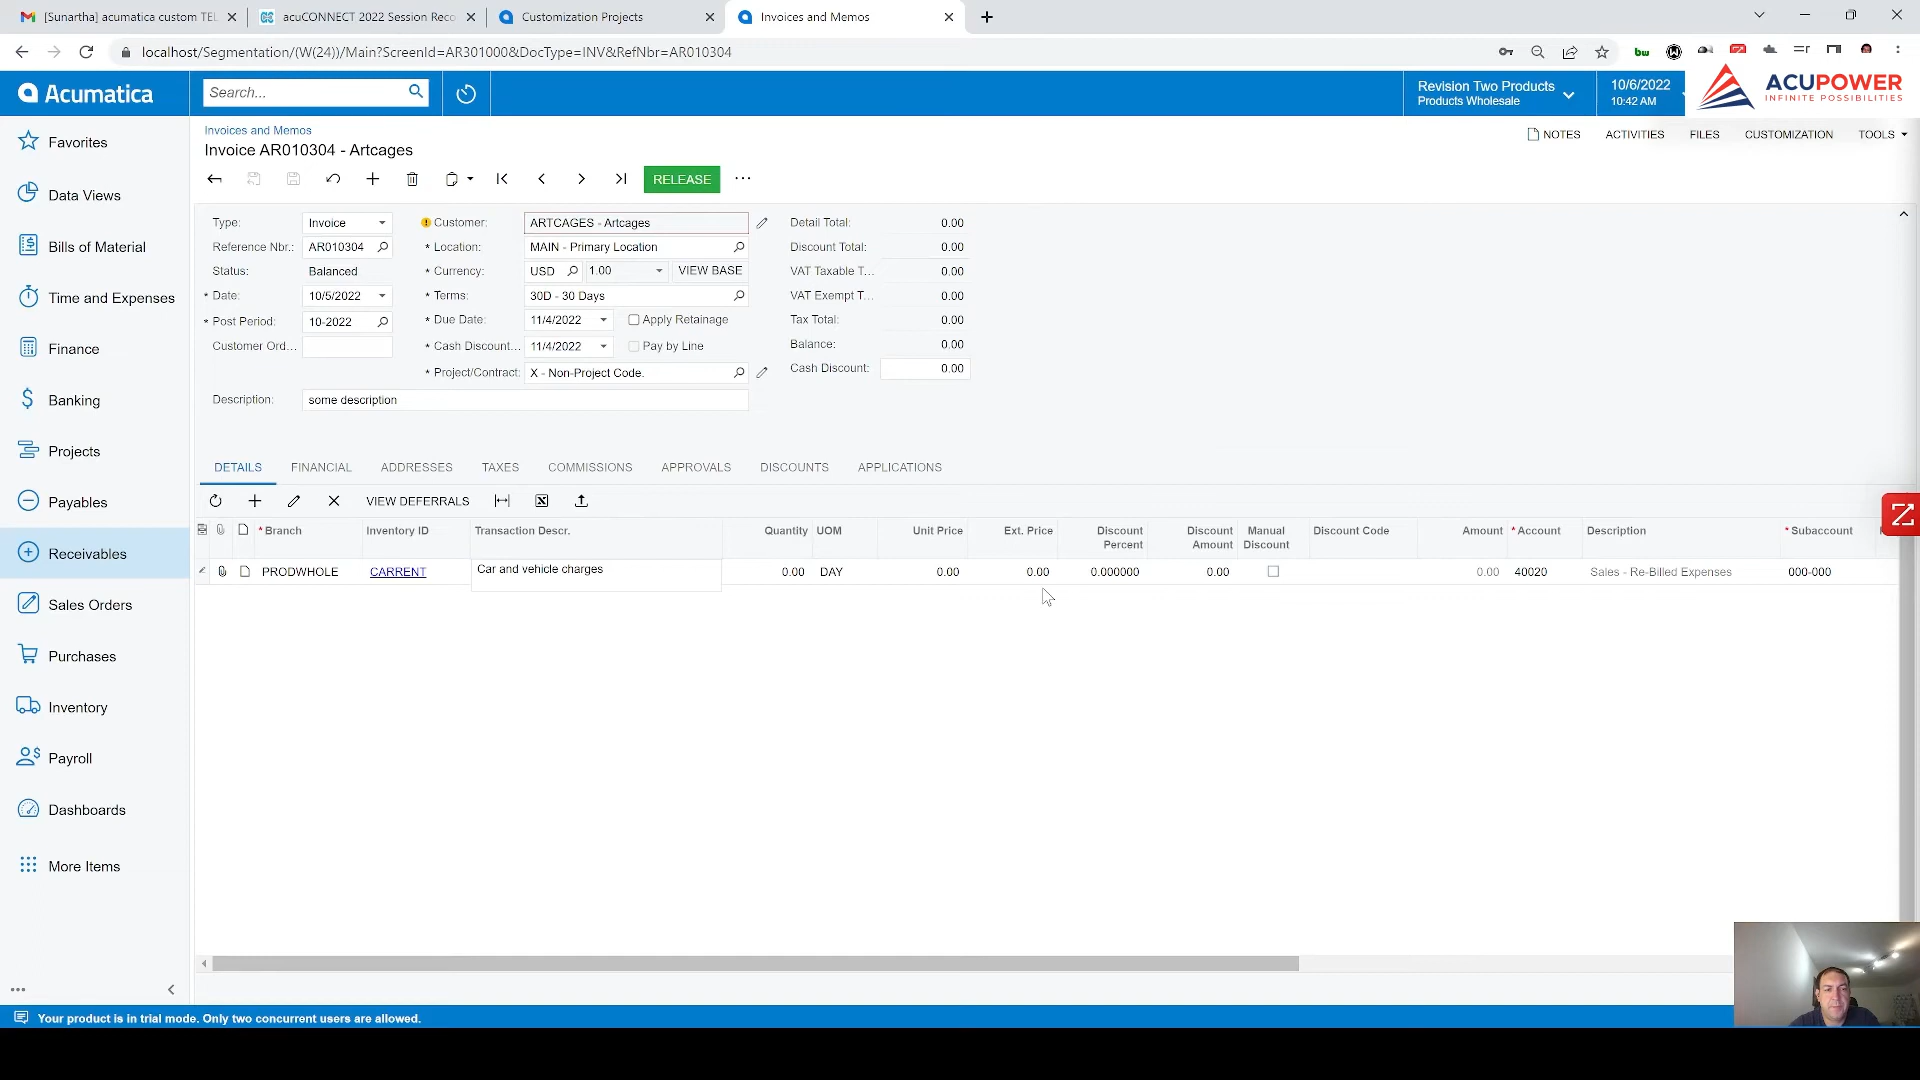 [Sunartha] acumatica custom TEL
acuCONNECT 2022 Session Reco
Customization Projects
Invoices and Memos
localhost/Segmentation/(W(24))/Main?ScreenId=AR301000&DocType=INV&RefNbr=AR010304
bw
Acumatica
Search...
Revision Two Products
Products Wholesale
10/6/2022
10:42 AM
ACUPOWER
INFINITE POSSIBILITIES
Favorites
Data Views
Bills of Material
Time and Expenses
Finance
Banking
Projects
Payables
Receivables
Sales Orders
Purchases
Inventory
Payroll
Dashboards
More Items
Invoices and Memos
Invoice AR010304 - Artcages
NOTES ACTIVITIES FILES CUSTOMIZATION TOOLS
RELEASE
Type: Invoice
Reference Nbr.: AR010304
Status: Balanced
* Date: 10/5/2022
* Post Period: 10-2022
Customer Ord...
Description: some description
Customer: ARTCAGES - Artcages
* Location: MAIN - Primary Location
* Currency: USD 1.00 VIEW BASE
* Terms: 30D - 30 Days
* Due Date: 11/4/2022 Apply Retainage
* Cash Discount... 11/4/2022 Pay by Line
* Project/Contract: X - Non-Project Code.
Detail Total: 0.00
Discount Total: 0.00
VAT Taxable T... 0.00
VAT Exempt T... 0.00
Tax Total: 0.00
Balance: 0.00
Cash Discount: 0.00
DETAILS FINANCIAL ADDRESSES TAXES COMMISSIONS APPROVALS DISCOUNTS APPLICATIONS
VIEW DEFERRALS
* Branch Inventory ID Transaction Descr. Quantity UOM Unit Price Ext. Price Discount Percent Discount Amount Manual Discount Discount Code Amount * Account Description * Subaccount
PRODWHOLE CARRENT Car and vehicle charges 0.00 DAY 0.00 0.00 0.000000 0.00 0.00 40020 Sales - Re-Billed Expenses 000-000
Your product is in trial mode. Only two concurrent users are allowed.